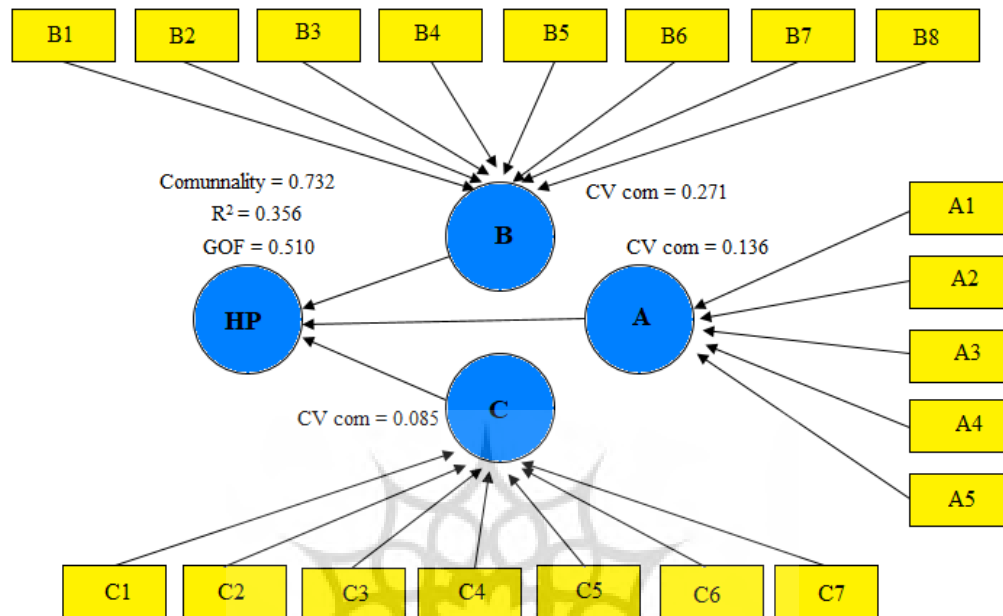 B1 B2 B3 B4 B5 B6 B7 B8
Comunnality = 0.732
R² = 0.356
GOF = 0.510
CV com = 0.271
B
CV com = 0.136
HP
A
A1
A2
A3
A4
A5
C
CV com = 0.085
C1 C2 C3 C4 C5 C6 C7